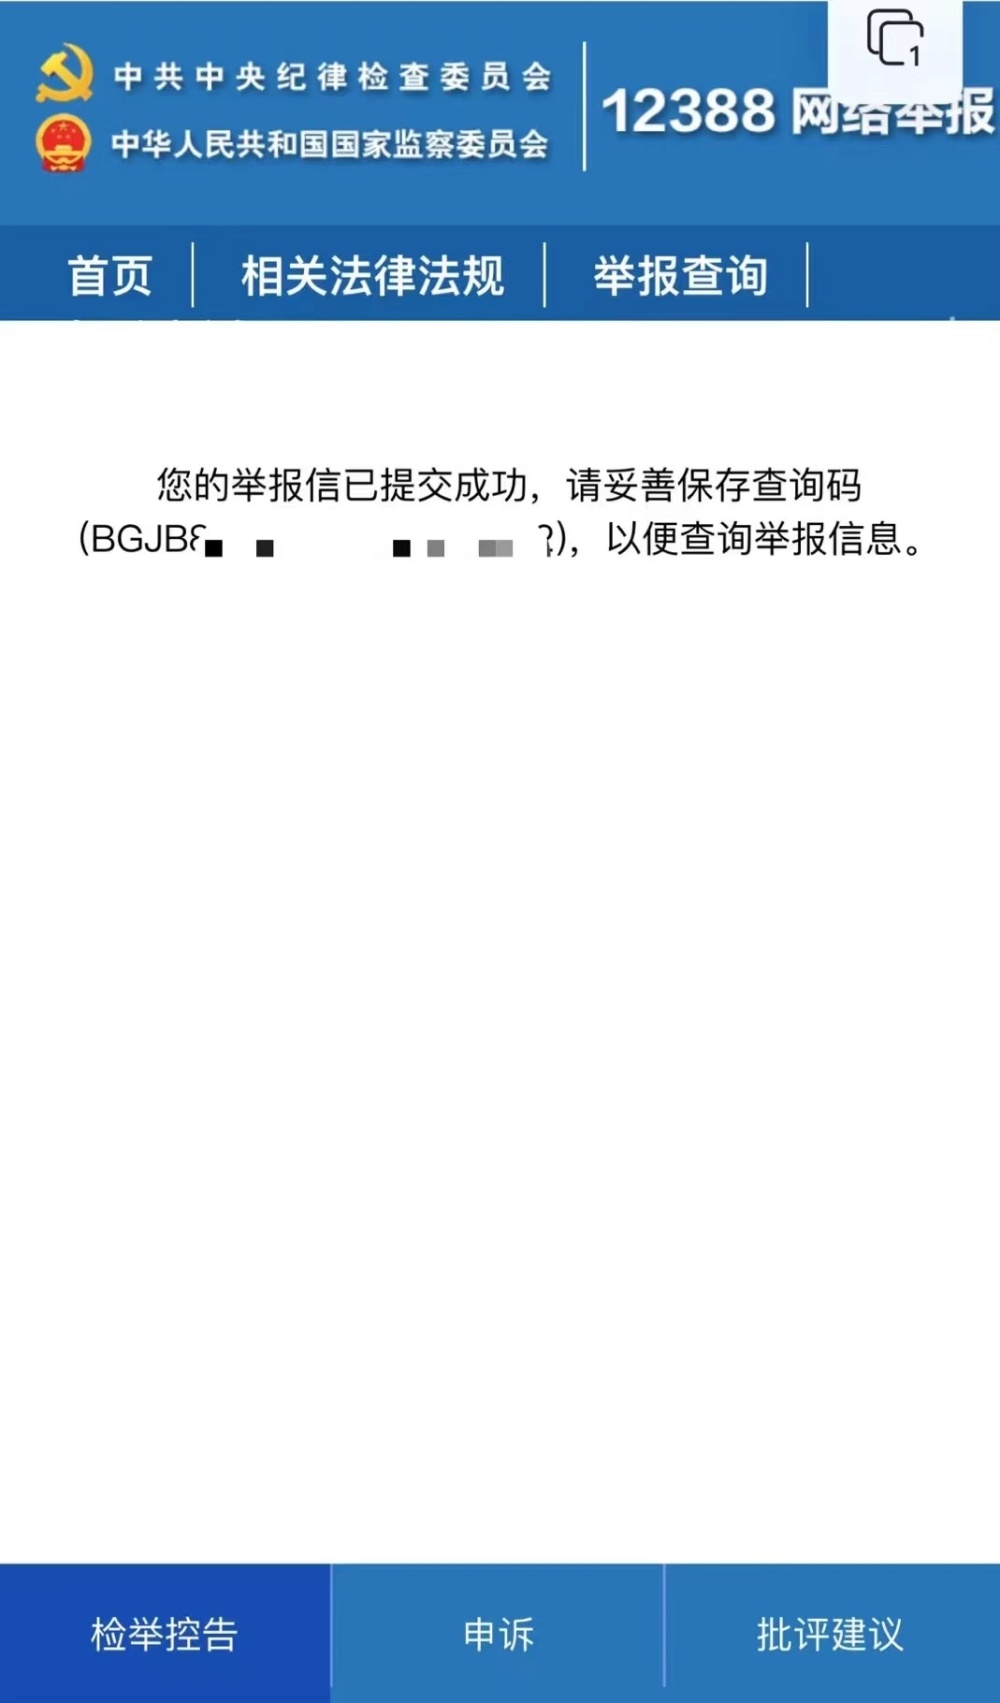 中共中央纪律检查委员会
中华人民共和国国家监察委员会
12388 网络举报
1
首页
相关法律法规
举报查询
您的举报信已提交成功，请妥善保存查询码
(BGJB8 2)，以便查询举报信息。
检举控告
申诉
批评建议